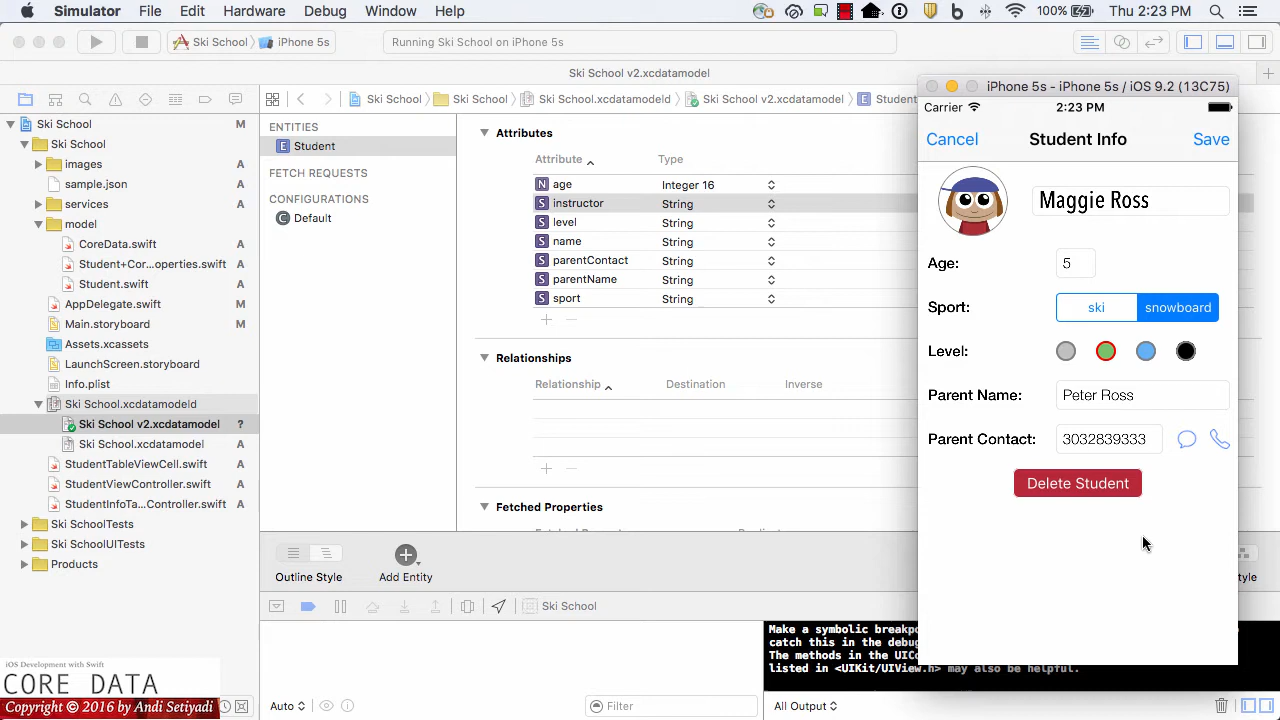 Simulator File Edit Hardware Debug Window Help 100% Thu 2:23 PM
Ski School iPhone 5s Running Ski School on iPhone 5s
Ski School v2.xcdatamodel
Ski School Ski School Ski School.xcdatamodeld Ski School v2.xcdatamodel E Student
Ski School M
Ski School
images A
sample.json A
services A
model
CoreData.swift A
Student+Cor...operties.swift A
Student.swift A
AppDelegate.swift M
Main.storyboard M
Assets.xcassets A
LaunchScreen.storyboard A
Info.plist A
Ski School.xcdatamodeld A
Ski School v2.xcdatamodel ?
Ski School.xcdatamodel A
StudentTableViewCell.swift A
StudentViewController.swift A
StudentInfoTa...Controller.swift A
Ski SchoolTests
Ski SchoolUITests
Products
ENTITIES
E Student
FETCH REQUESTS
CONFIGURATIONS
C Default
Attributes
Attribute Type
N age Integer 16
S instructor String
S level String
S name String
S parentContact String
S parentName String
S sport String
Relationships
Relationship Destination Inverse
Fetched Properties
Outline Style Add Entity
Ski School
Auto Filter All Output
Make a symbolic breakpo
catch this in the debug
The methods in the UICo
listed in <UIKit/UIView.h> may also be helpful.
iPhone 5s - iPhone 5s / iOS 9.2 (13C75)
Carrier 2:23 PM
Cancel Student Info Save
Maggie Ross
Age: 5
Sport: ski snowboard
Level:
Parent Name: Peter Ross
Parent Contact: 3032839333
Delete Student
iOS Development with Swift
CORE DATA
Copyright © 2016 by Andi Setiyadi